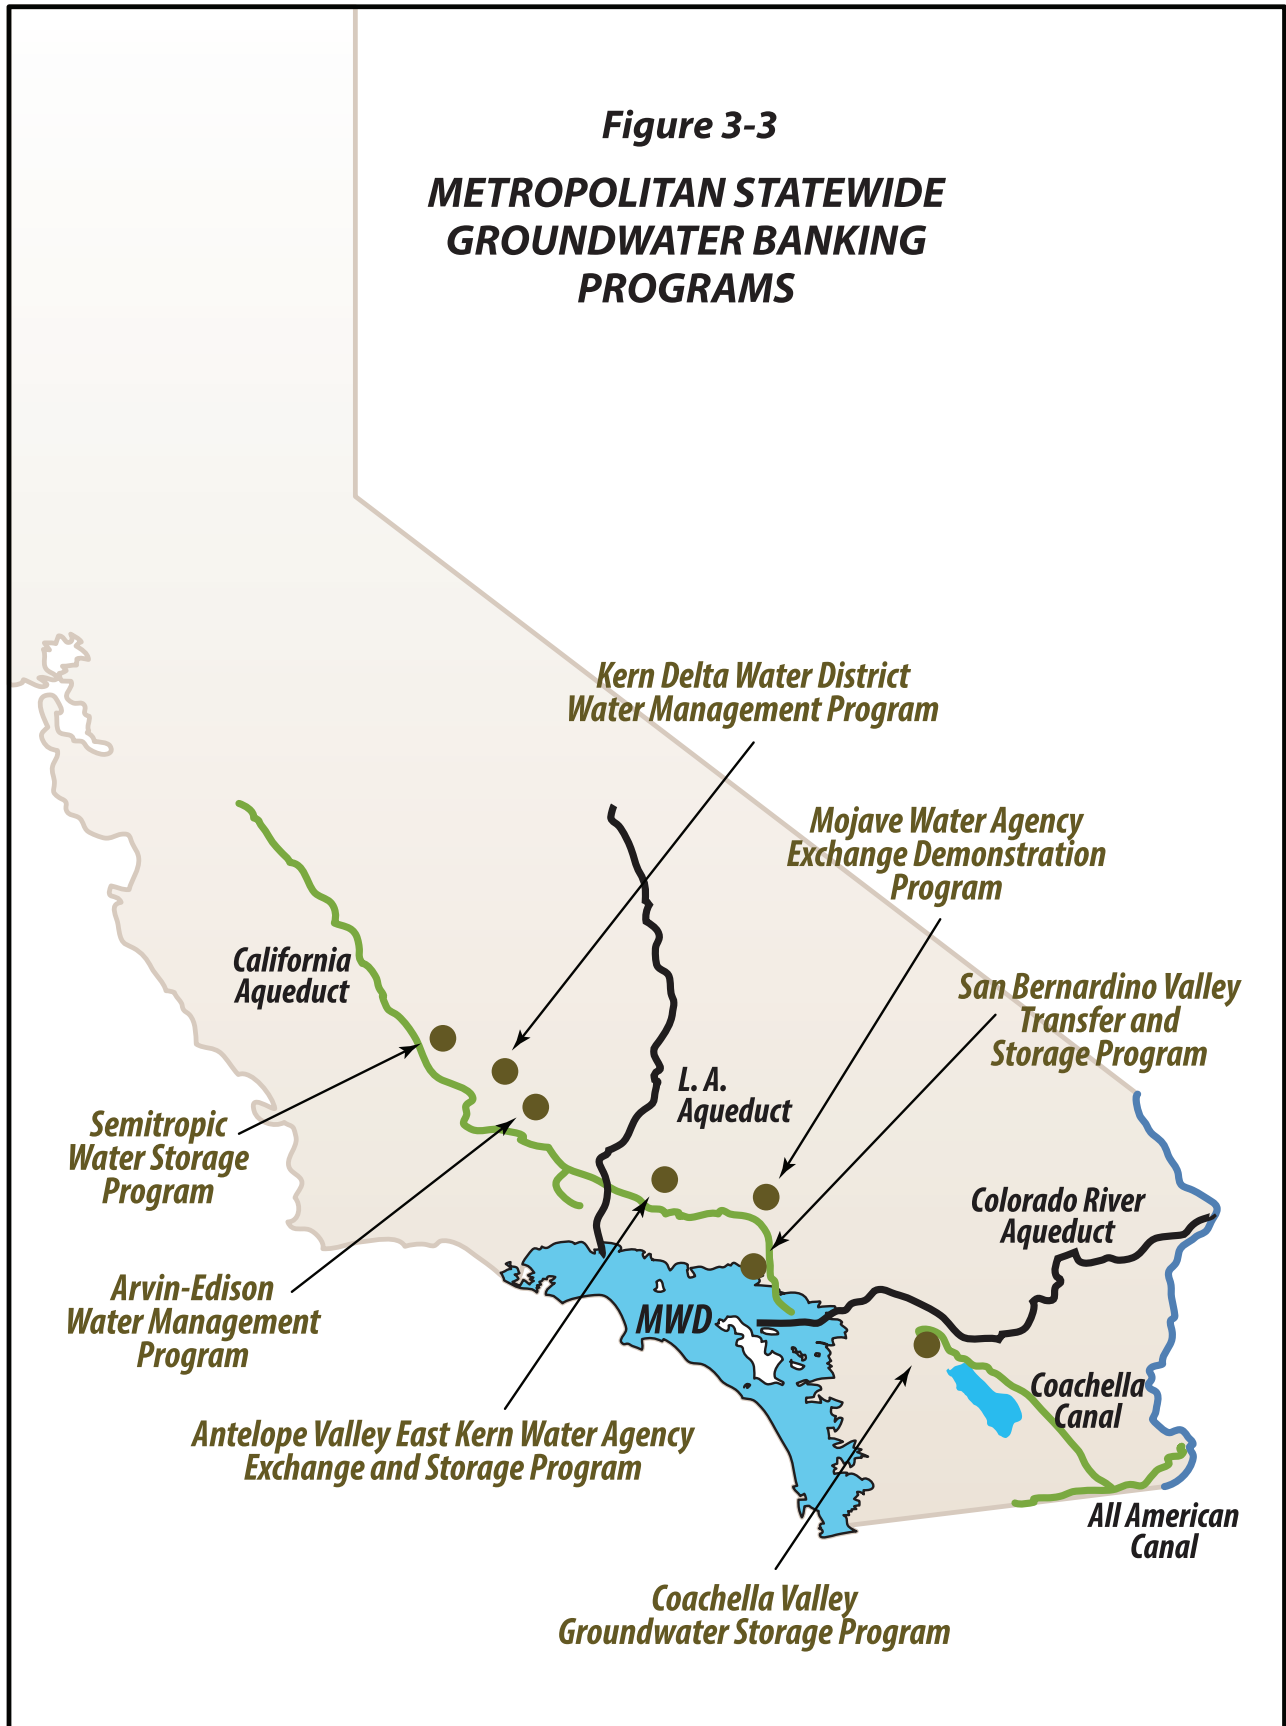 Figure 3-3
METROPOLITAN STATEWIDE
GROUNDWATER BANKING
PROGRAMS
Kern Delta Water District
Water Management Program
Mojave Water Agency
Exchange Demonstration
Program
California
Aqueduct
San Bernardino Valley
Transfer and
Storage Program
L. A.
Aqueduct
Semitropic
Water Storage
Program
Colorado River
Aqueduct
Arvin-Edison
Water Management
Program
MWD
Coachella
Canal
Antelope Valley East Kern Water Agency
Exchange and Storage Program
All American
Canal
Coachella Valley
Groundwater Storage Program